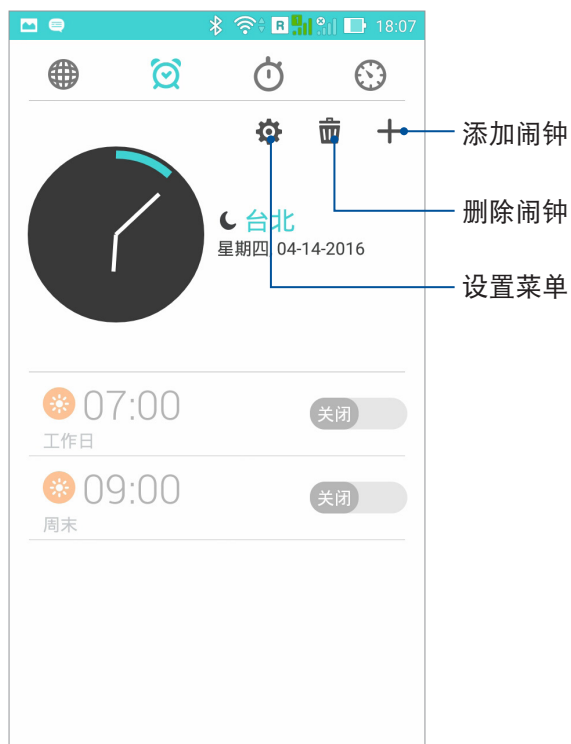 R 18:07
添加闹钟
删除闹钟
台北
星期四, 04-14-2016
设置菜单
07:00
关闭
工作日
09:00
关闭
周末